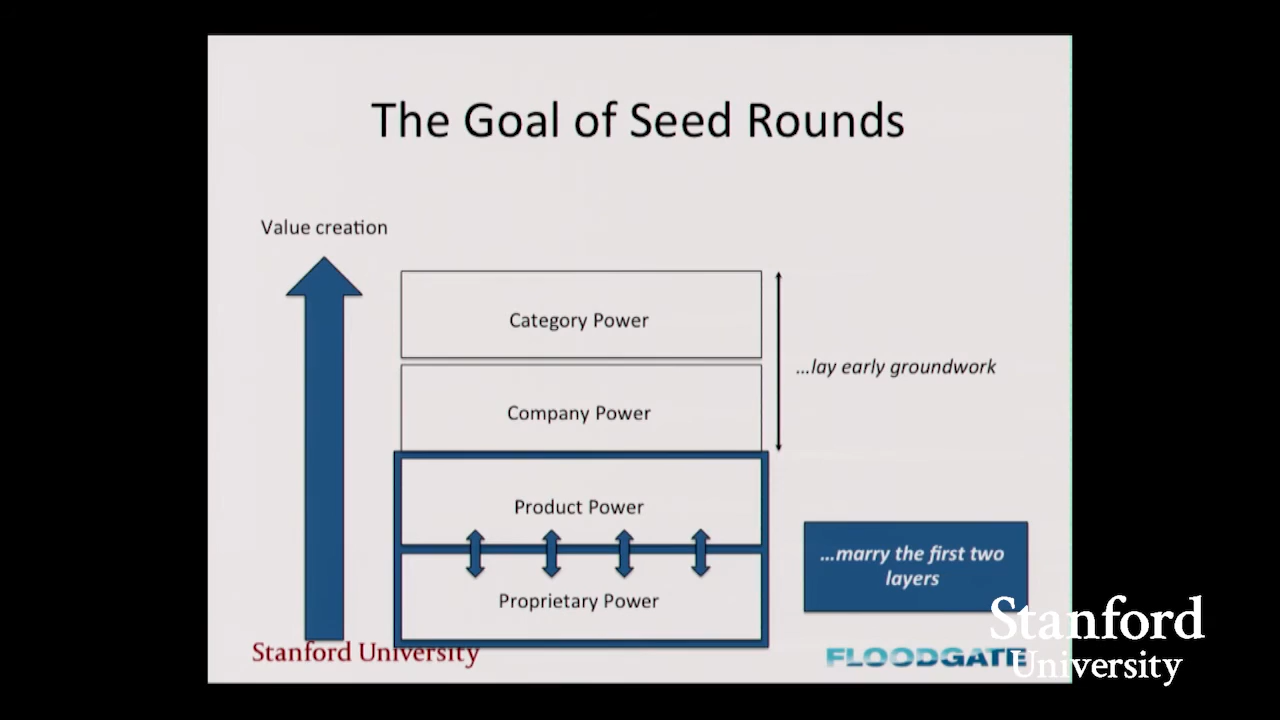 The Goal of Seed Rounds
Value creation
Category Power
...lay early groundwork
Company Power
Product Power
...marry the first two
layers
Proprietary Power
Stanford University
FLOODGATE
Stanford
University